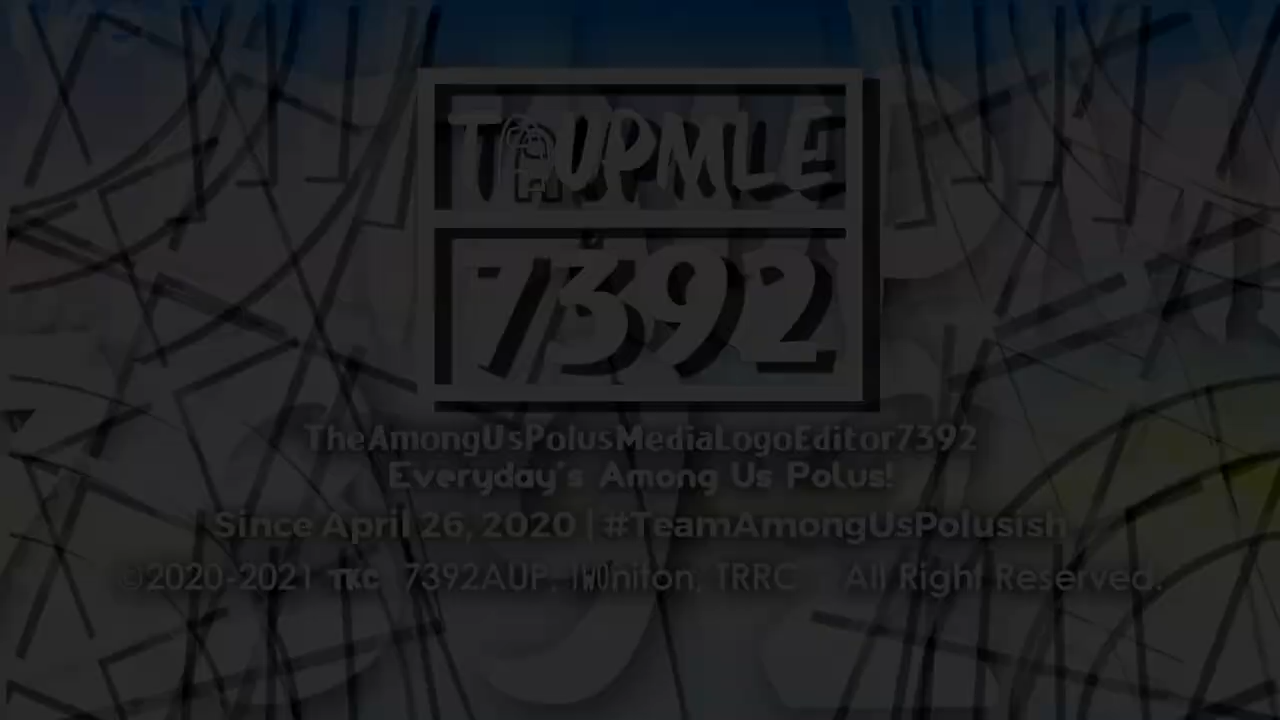 TAUPMLE
7392
TheAmongUsPolusMediaLogoEditor7392
Everyday's Among Us Polus!
Since April 26, 2020 | #TeamAmongUsPolusish
©2020-2021 TKC 7392AUP, TRRC All Right Reserved.